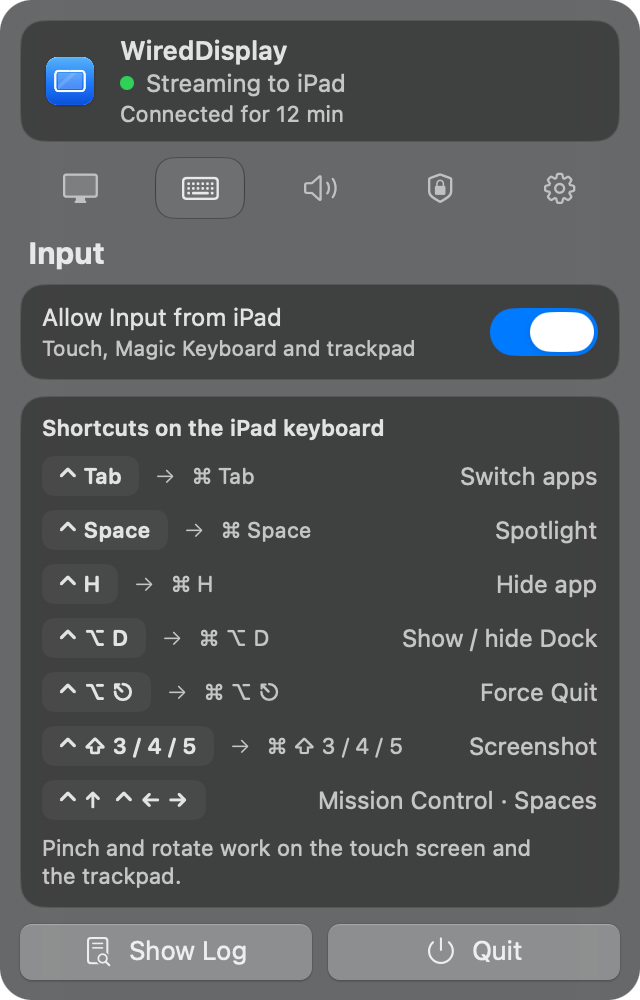 WiredDisplay
Streaming to iPad
Connected for 12 min
Input
Allow Input from iPad
Touch, Magic Keyboard and trackpad
Shortcuts on the iPad keyboard
^ Tab → ⌘ Tab Switch apps
^ Space → ⌘ Space Spotlight
^ H → ⌘ H Hide app
^ ⌥ D → ⌘ ⌥ D Show / hide Dock
^ ⌥ ⎋ → ⌘ ⌥ ⎋ Force Quit
^ ⇧ 3 / 4 / 5 → ⌘ ⇧ 3 / 4 / 5 Screenshot
^ ↑ ^ ← → Mission Control · Spaces
Pinch and rotate work on the touch screen and
the trackpad.
Show Log Quit